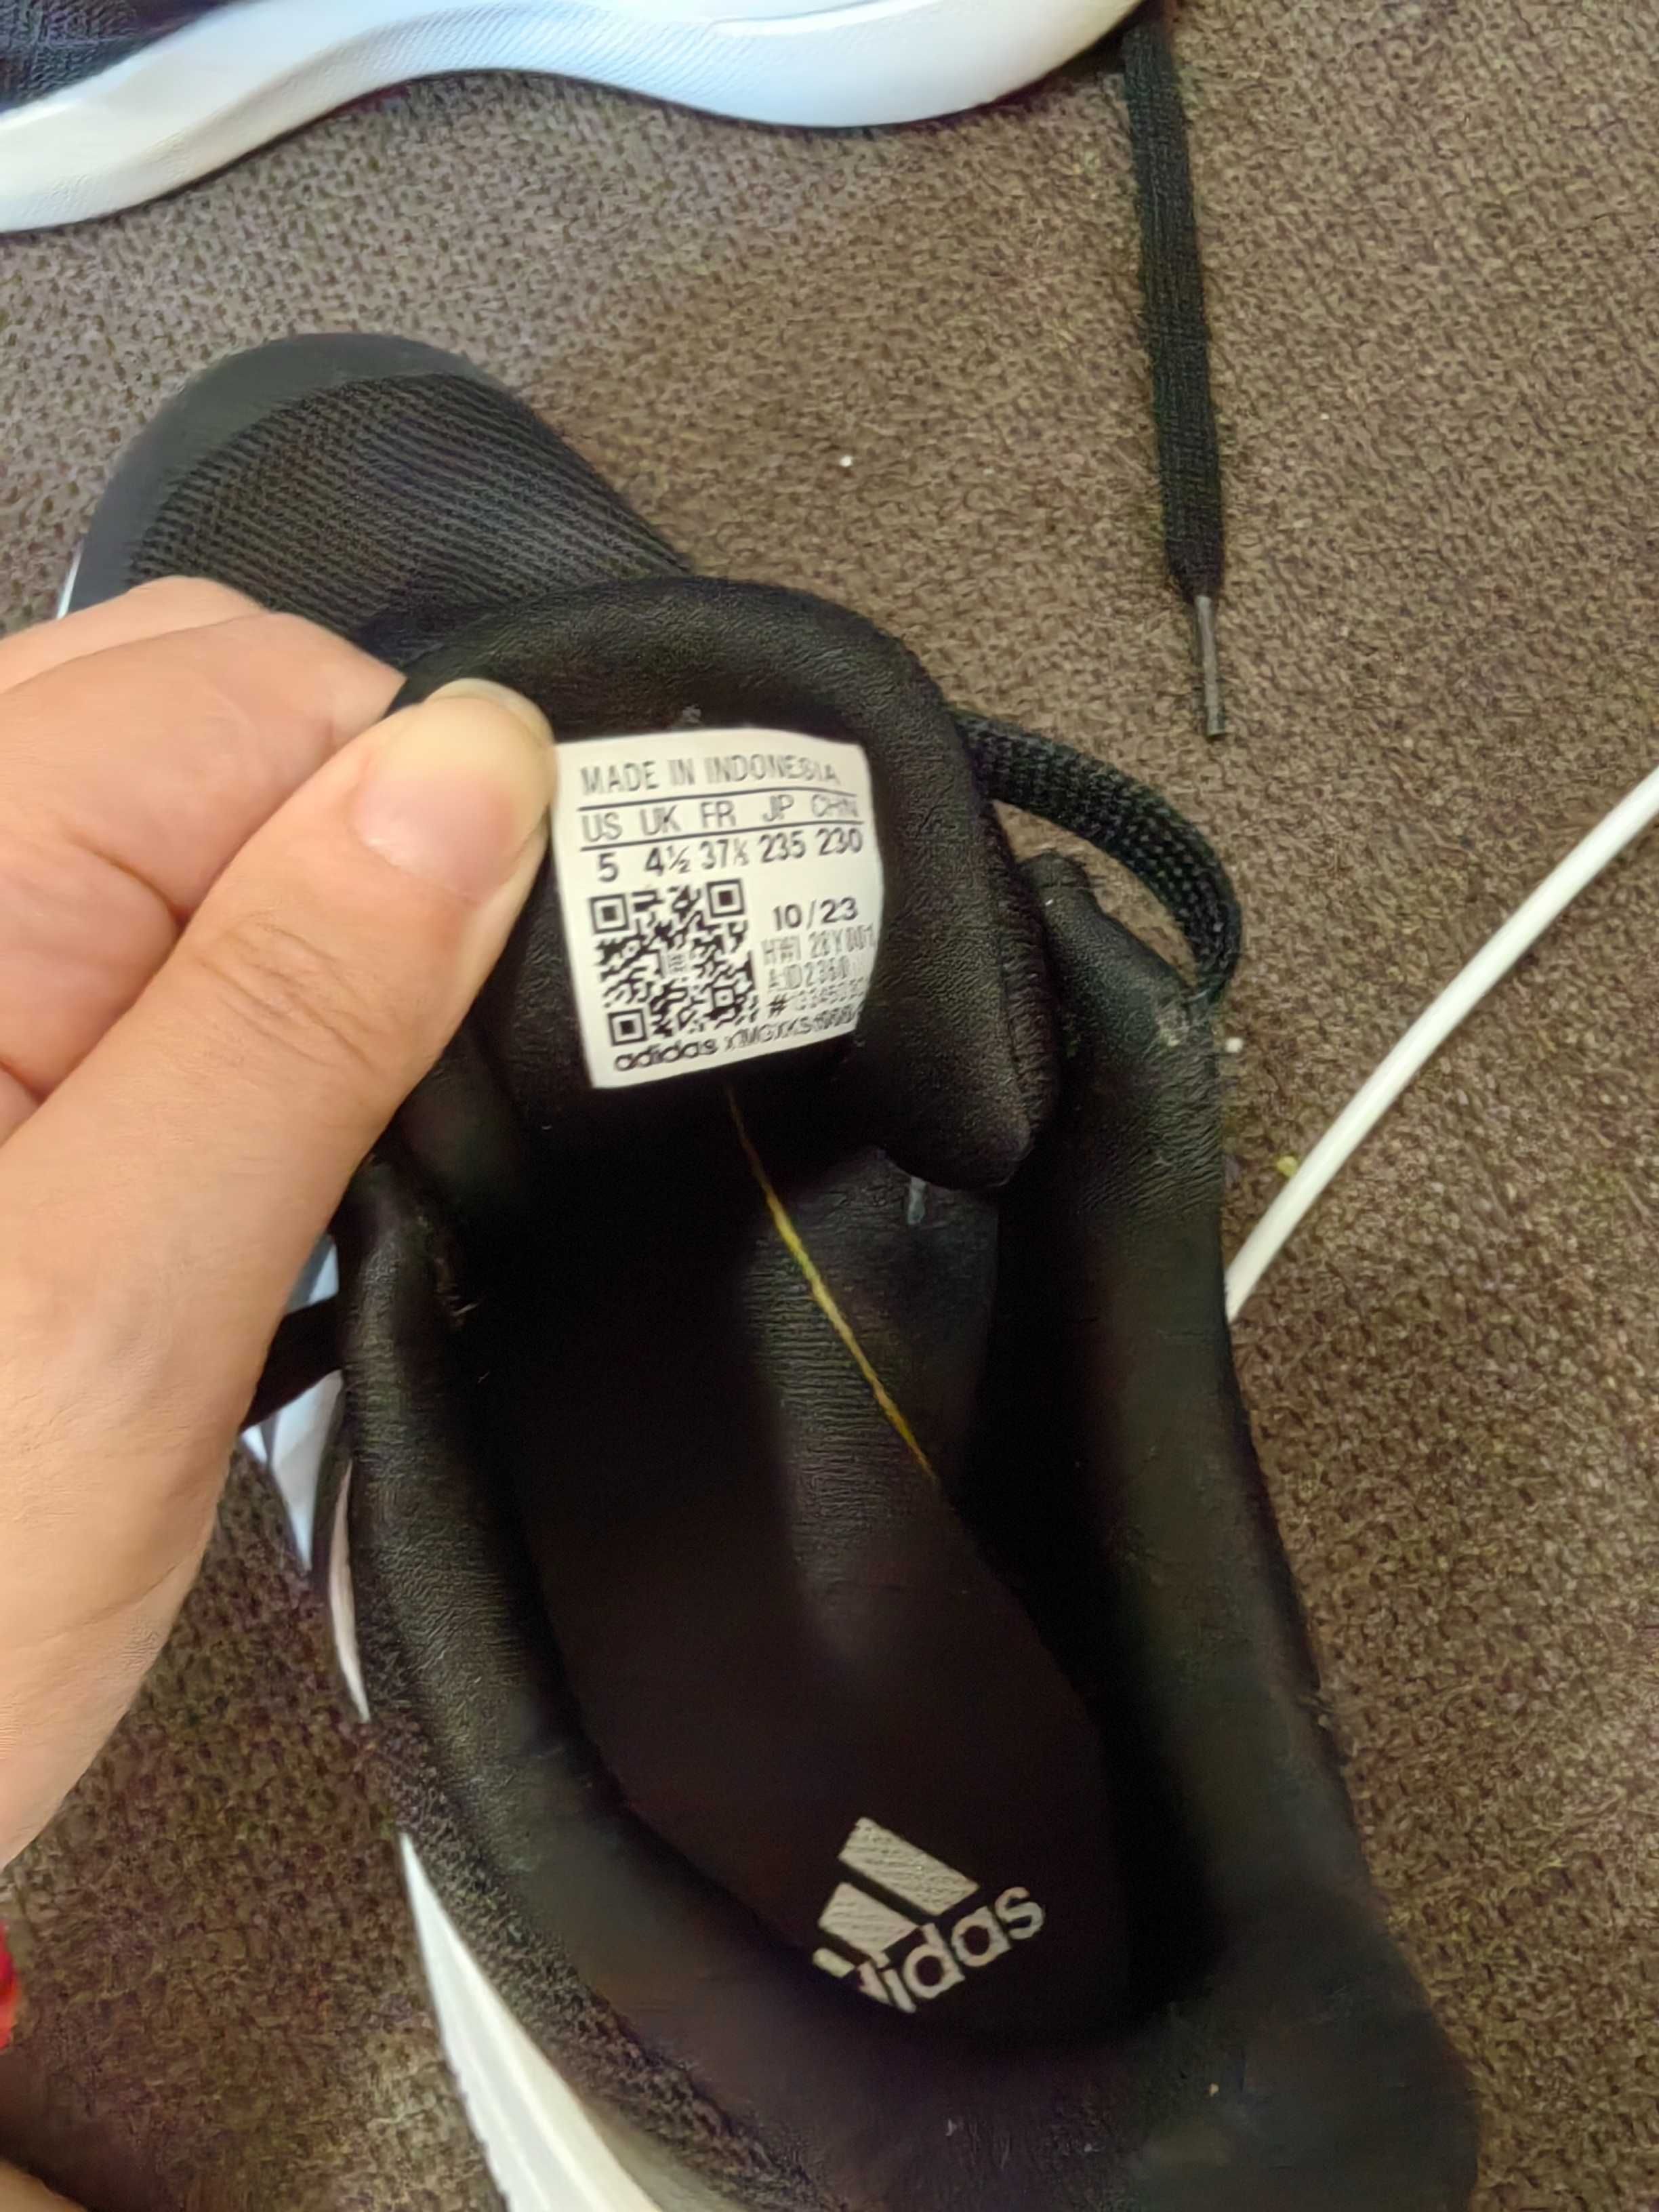 MADE IN INDONESIA
US UK FR JP CHN
5 4½ 37⅓ 235 230
10/23
adidas
adidas